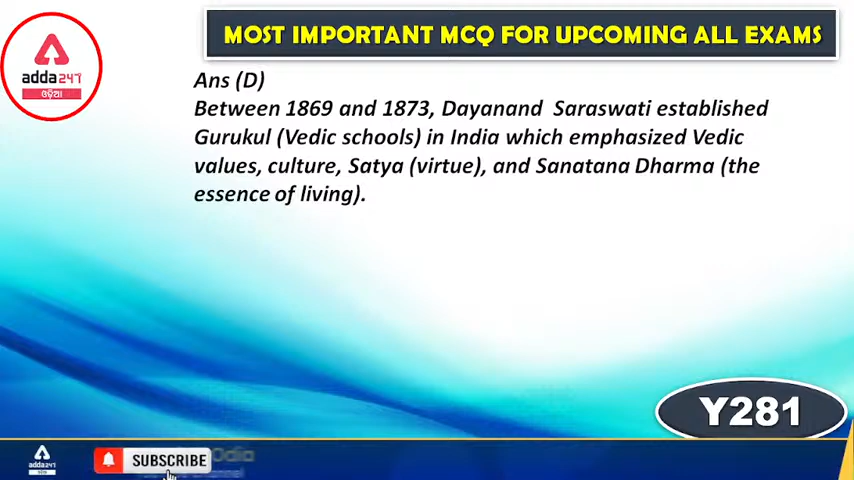 MOST IMPORTANT MCQ FOR UPCOMING ALL EXAMS
adda247
ଓଡ଼ିଆ
Ans (D)
Between 1869 and 1873, Dayanand Saraswati established
Gurukul (Vedic schools) in India which emphasized Vedic
values, culture, Satya (virtue), and Sanatana Dharma (the
essence of living).
Y281
adda247
SUBSCRIBE
Odia